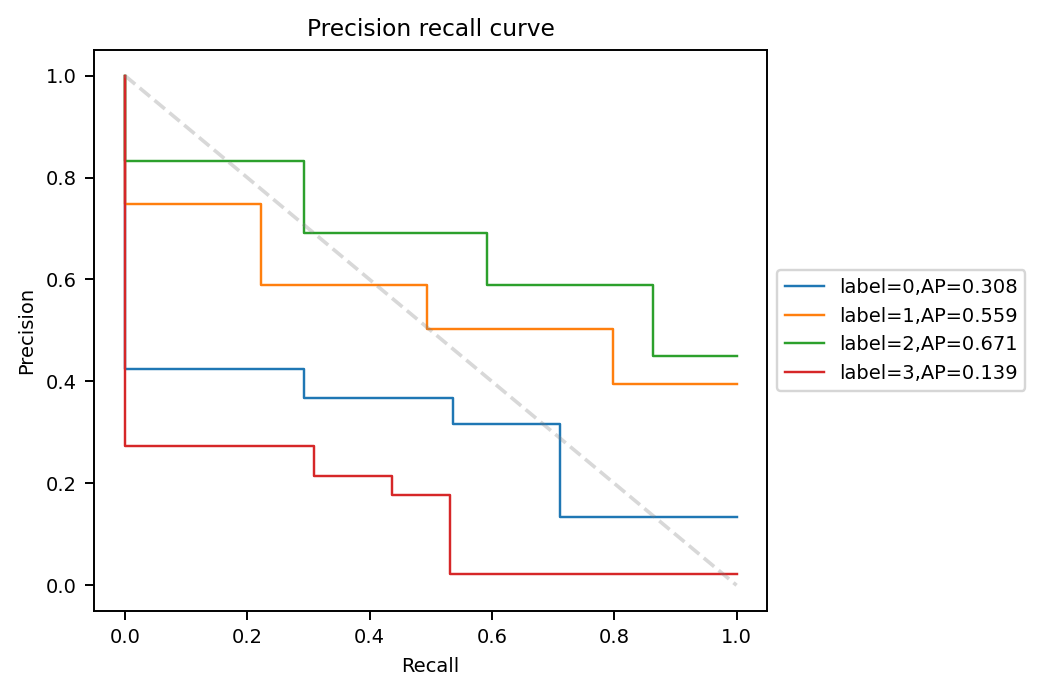 Precision recall curve
1.0
0.8
0.6
0.4
0.2
0.0
Precision
0.0 0.2 0.4 0.6 0.8 1.0
Recall
label=0,AP=0.308
label=1,AP=0.559
label=2,AP=0.671
label=3,AP=0.139